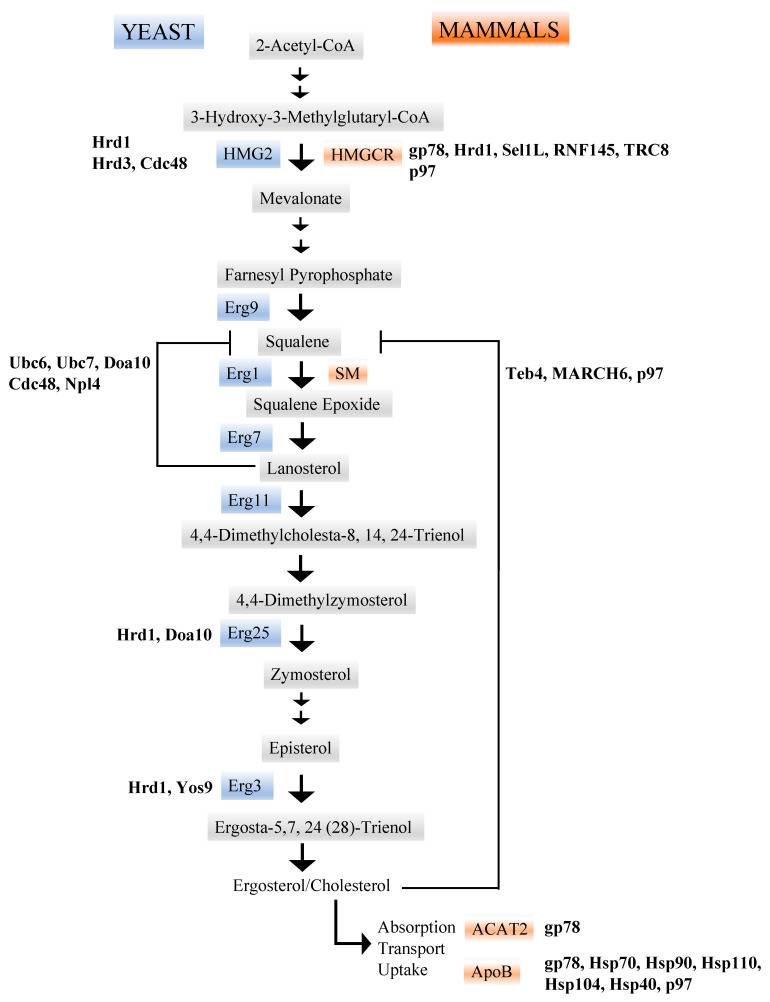 YEAST
MAMMALS
2-Acetyl-CoA
3-Hydroxy-3-Methylglutaryl-CoA
Hrd1
Hrd3, Cdc48
HMG2
HMGCR
gp78, Hrd1, Sel1L, RNF145, TRC8
p97
Mevalonate
Farnesyl Pyrophosphate
Erg9
Squalene
Ubc6, Ubc7, Doa10
Cdc48, Npl4
Erg1
SM
Teb4, MARCH6, p97
Squalene Epoxide
Erg7
Lanosterol
Erg11
4,4-Dimethylcholesta-8, 14, 24-Trienol
4,4-Dimethylzymosterol
Hrd1, Doa10
Erg25
Zymosterol
Episterol
Hrd1, Yos9
Erg3
Ergosta-5,7, 24 (28)-Trienol
Ergosterol/Cholesterol
Absorption
Transport
Uptake
ACAT2
gp78
ApoB
gp78, Hsp70, Hsp90, Hsp110,
Hsp104, Hsp40, p97